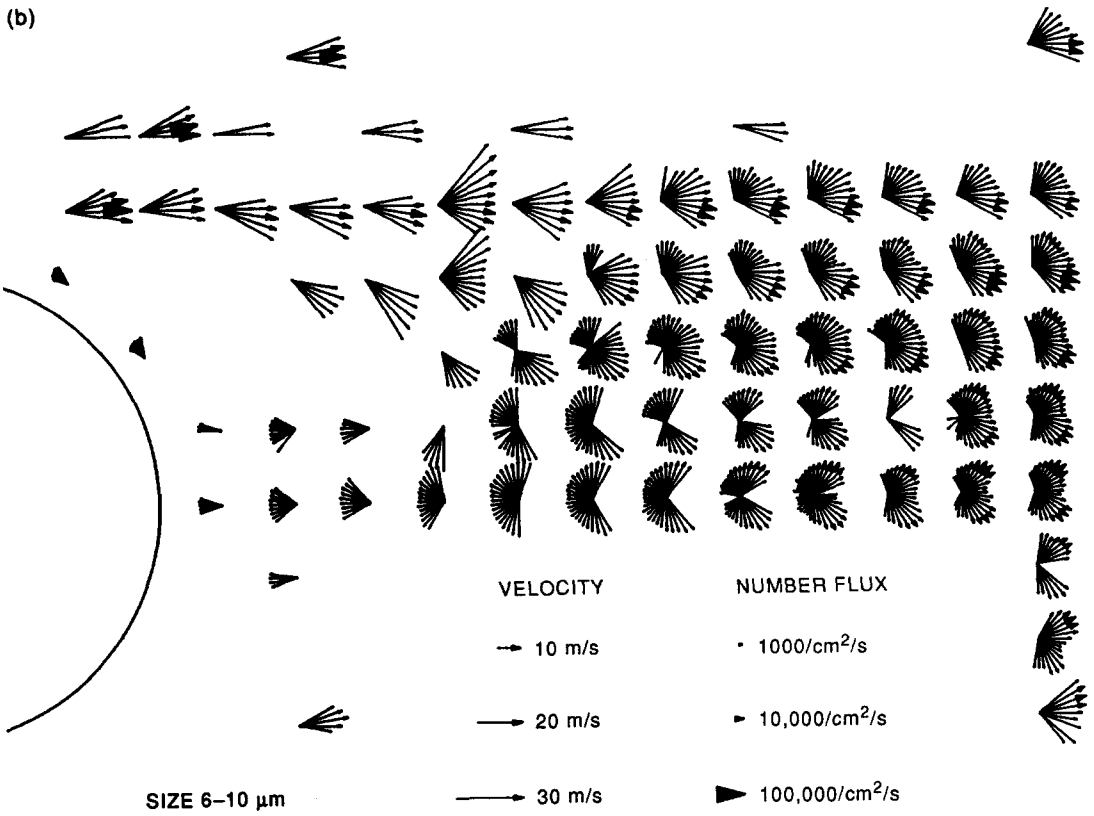 (b)
VELOCITY NUMBER FLUX
10 m/s 1000/cm²/s
20 m/s 10,000/cm²/s
SIZE 6–10 μm 30 m/s 100,000/cm²/s